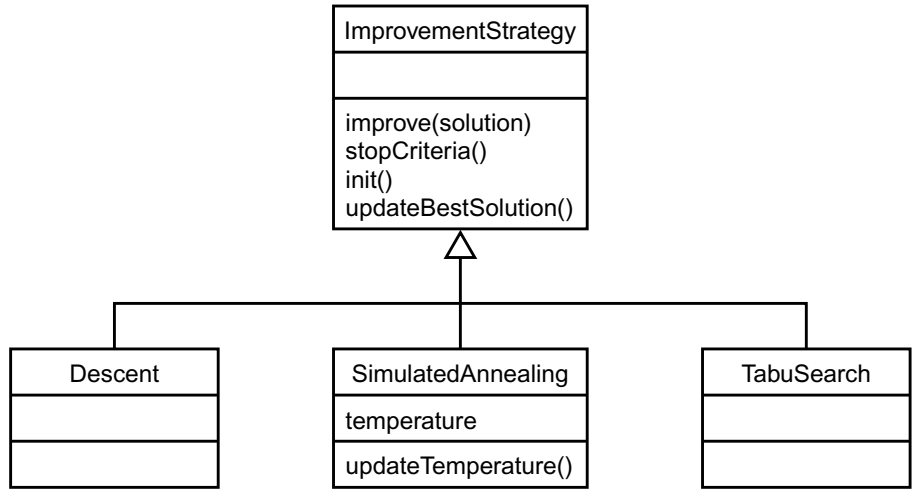 ImprovementStrategy
improve(solution)
stopCriteria()
init()
updateBestSolution()
Descent
SimulatedAnnealing
temperature
updateTemperature()
TabuSearch